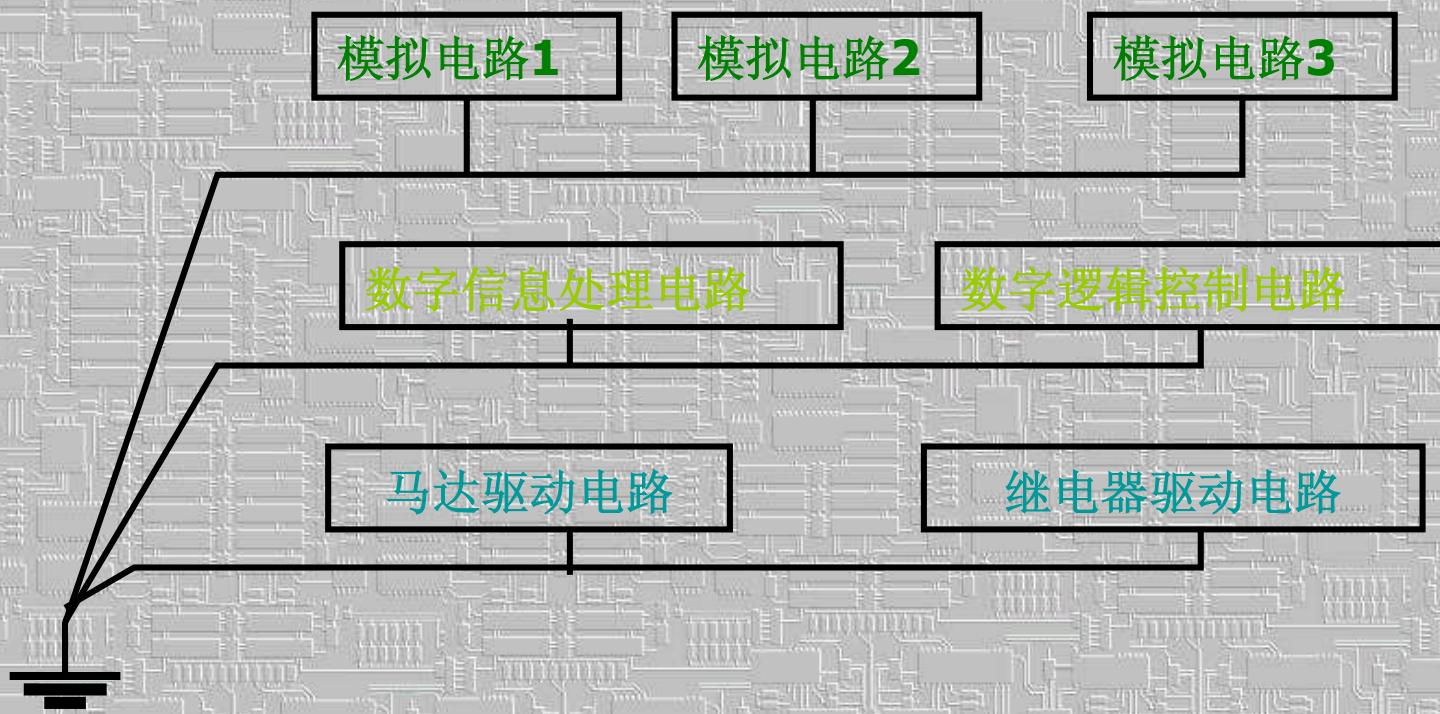 模拟电路1 模拟电路2 模拟电路3
数字信息处理电路 数字逻辑控制电路
马达驱动电路 继电器驱动电路